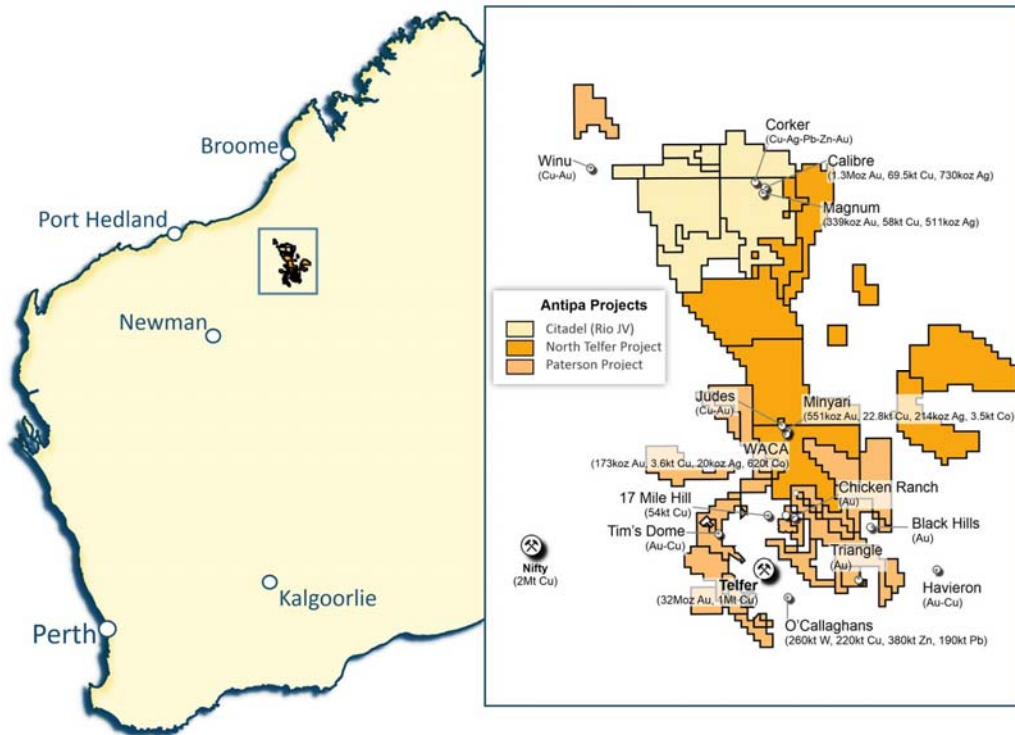 Broome
Port Hedland
Newman
Kalgoorlie
Perth
Corker
(Cu-Ag-Pb-Zn-Au)
Winu
(Cu-Au)
Calibre
(1.3Moz Au, 69.5kt Cu, 730koz Ag)
Magnum
(339koz Au, 58kt Cu, 511koz Ag)
Antipa Projects
Citadel (Rio JV)
North Telfer Project
Paterson Project
Judes
(Cu-Au)
Minyari
(551koz Au, 22.8kt Cu, 214koz Ag, 3.5kt Co)
WACA
(173koz Au, 3.6kt Cu, 20koz Ag, 620t Co)
Chicken Ranch
(Au)
17 Mile Hill
(54kt Cu)
Black Hills
(Au)
Tim's Dome
(Au-Cu)
Triangle
(Au)
Nifty
(2Mt Cu)
Telfer
(32Moz Au, 1Mt Cu)
Havieron
(Au-Cu)
O'Callaghans
(260kt W, 220kt Cu, 380kt Zn, 190kt Pb)